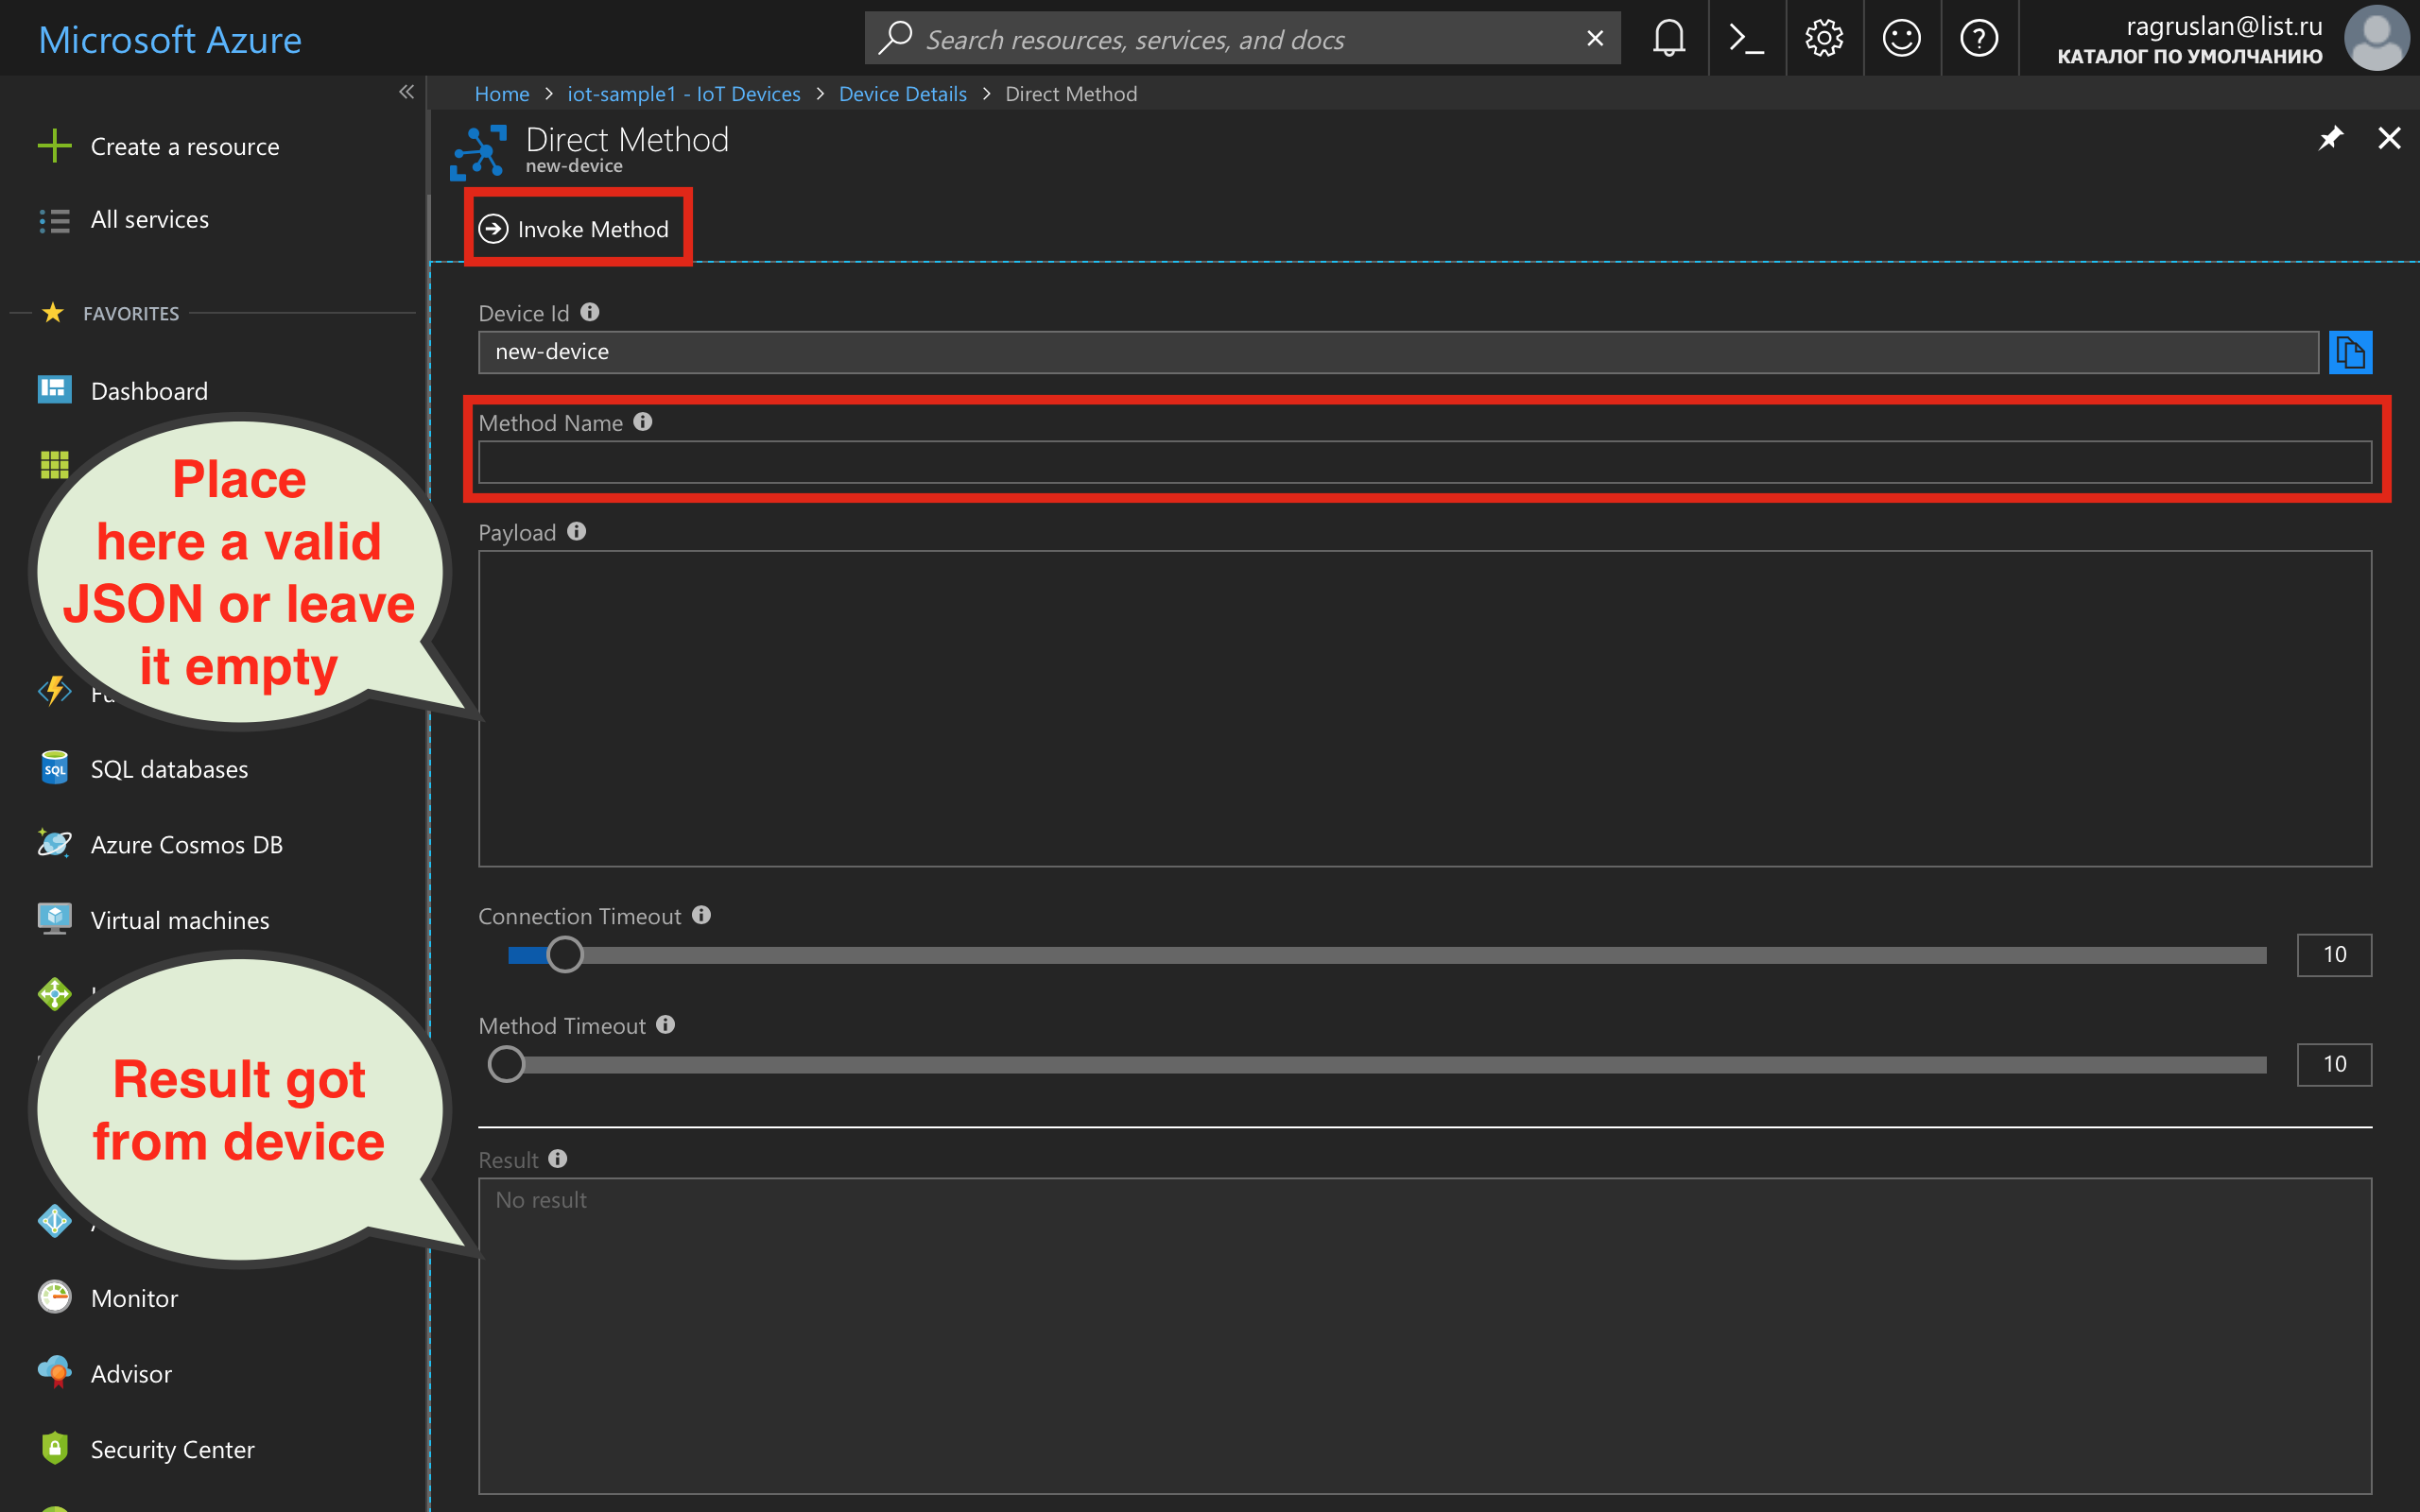 Microsoft Azure
Search resources, services, and docs
ragruslan@list.ru
КАТАЛОГ ПО УМОЛЧАНИЮ
Home > iot-sample1 - IoT Devices > Device Details > Direct Method
Direct Method
new-device
Invoke Method
Create a resource
All services
FAVORITES
Dashboard
SQL databases
Azure Cosmos DB
Virtual machines
Monitor
Advisor
Security Center
Place
here a valid
JSON or leave
it empty
Result got
from device
Device Id
new-device
Method Name
Payload
Connection Timeout
10
Method Timeout
10
Result
No result